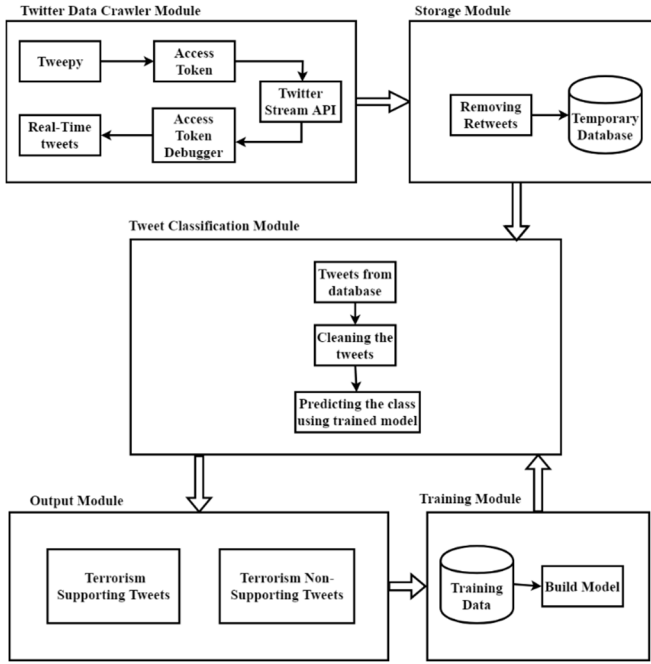 Twitter Data Crawler Module
Tweepy
Access
Token
Twitter
Stream API
Access
Token
Debugger
Real-Time
tweets
Storage Module
Removing
Retweets
Temporary
Database
Tweet Classification Module
Tweets from
database
Cleaning the
tweets
Predicting the class
using trained model
Output Module
Terrorism
Supporting Tweets
Terrorism Non-
Supporting Tweets
Training Module
Training
Data
Build Model